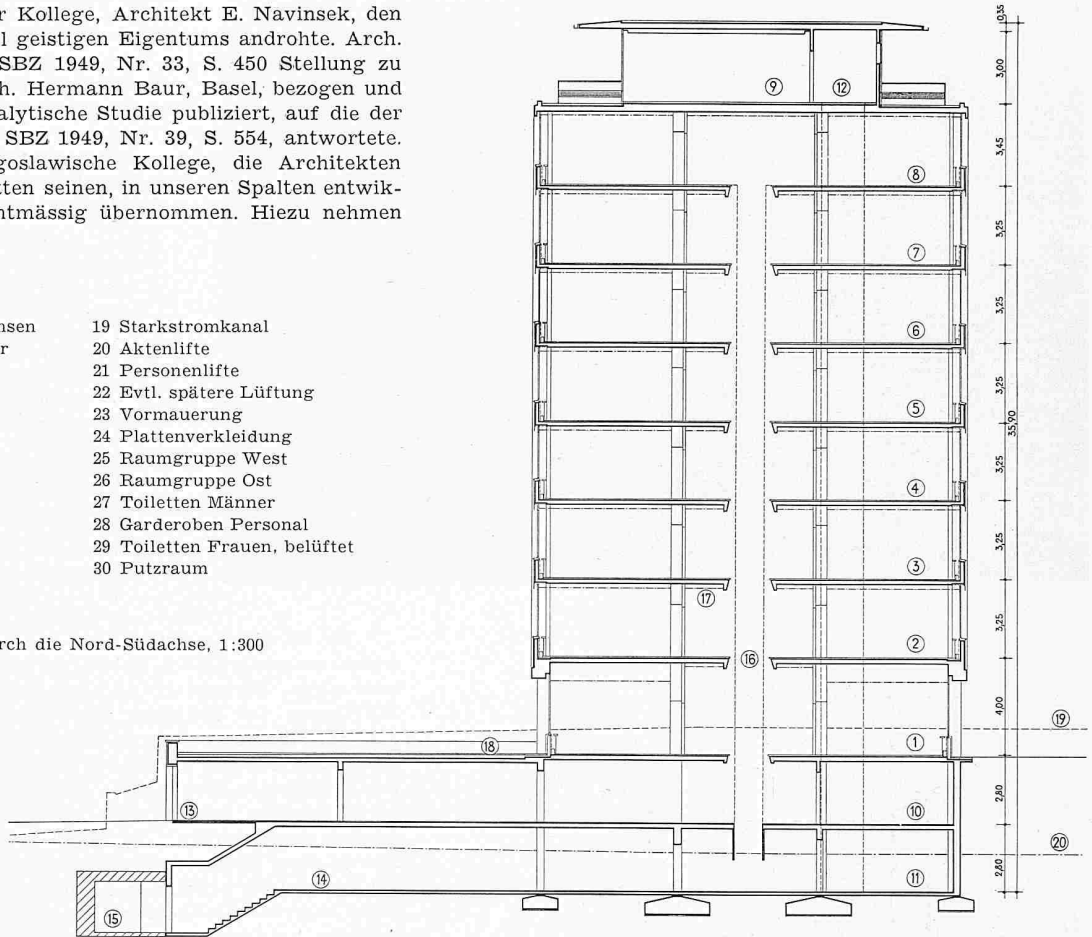 r Kollege, Architekt E. Navinsek, den
l geistigen Eigentums androhte. Arch.
SBZ 1949, Nr. 33, S. 450 Stellung zu
h. Hermann Baur, Basel, bezogen und
alytische Studie publiziert, auf die der
SBZ 1949, Nr. 39, S. 554, antwortete.
goslawische Kollege, die Architekten
tten seinen, in unseren Spalten entwik-
ntmässig übernommen. Hiezu nehmen
nsen
r
19 Starkstromkanal
20 Aktenlifte
21 Personenlifte
22 Evtl. spätere Lüftung
23 Vormauerung
24 Plattenverkleidung
25 Raumgruppe West
26 Raumgruppe Ost
27 Toiletten Männer
28 Garderoben Personal
29 Toiletten Frauen, belüftet
30 Putzraum
rch die Nord-Südachse, 1:300
0,35
3,00
9 12
3,45
8
3,25
7
3,25
6
3,25
5
35,90
3,25
4
3,25
3
17
3,25
2
16
4,00
19
18
1
2,80
13
10
20
2,80
14
11
15